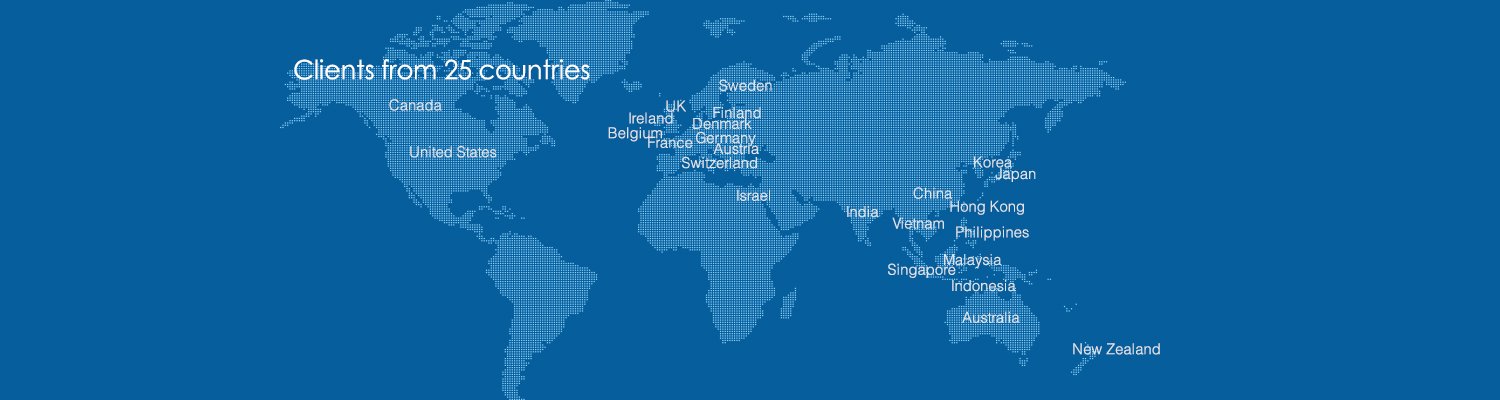 Clients from 25 countries
Sweden
Canada
UK
Finland
Ireland
Denmark
Belgium
Germany
France
Austria
United States
Switzerland
Korea
Japan
Israel
China
Hong Kong
India
Vietnam
Philippines
Malaysia
Singapore
Indonesia
Australia
New Zealand